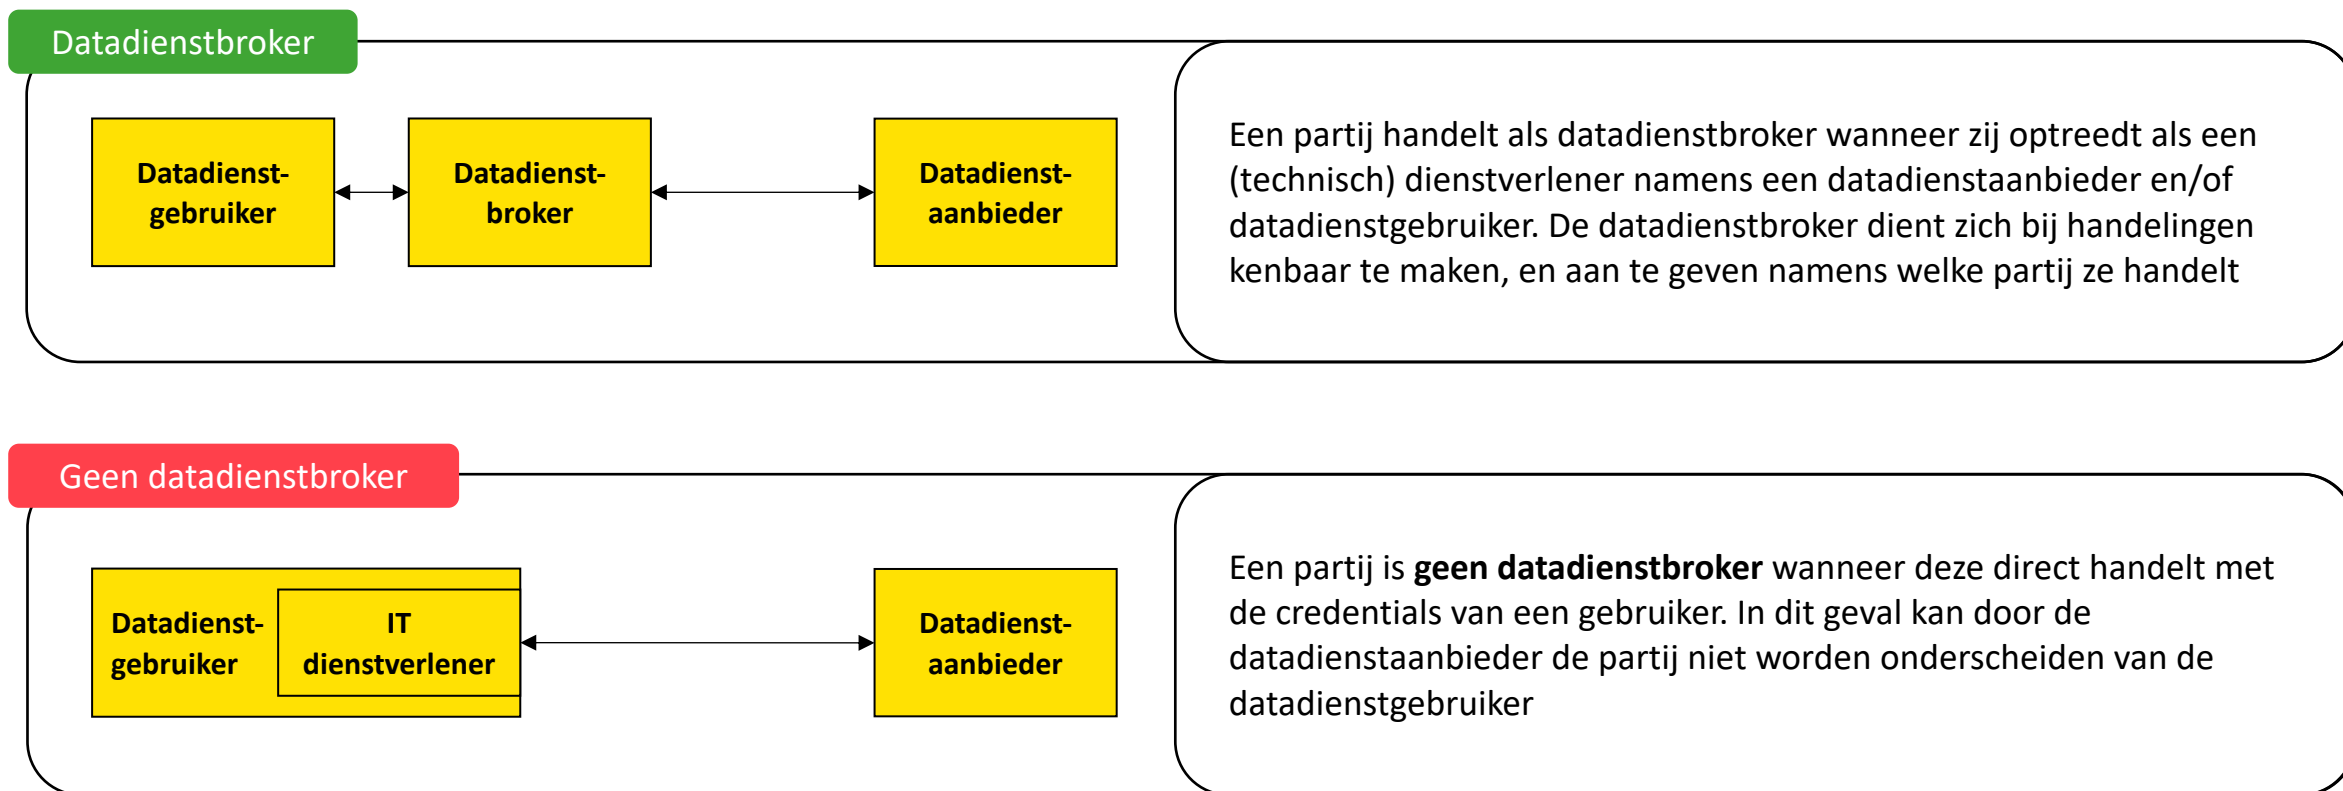 Datadienstbroker
Datadienst-
gebruiker
Datadienst-
broker
Datadienst-
aanbieder
Een partij handelt als datadienstbroker wanneer zij optreedt als een
(technisch) dienstverlener namens een datadienstaanbieder en/of
datadienstgebruiker. De datadienstbroker dient zich bij handelingen
kenbaar te maken, en aan te geven namens welke partij ze handelt
Geen datadienstbroker
Datadienst-
gebruiker
IT
dienstverlener
Datadienst-
aanbieder
Een partij is geen datadienstbroker wanneer deze direct handelt met
de credentials van een gebruiker. In dit geval kan door de
datadienstaanbieder de partij niet worden onderscheiden van de
datadienstgebruiker